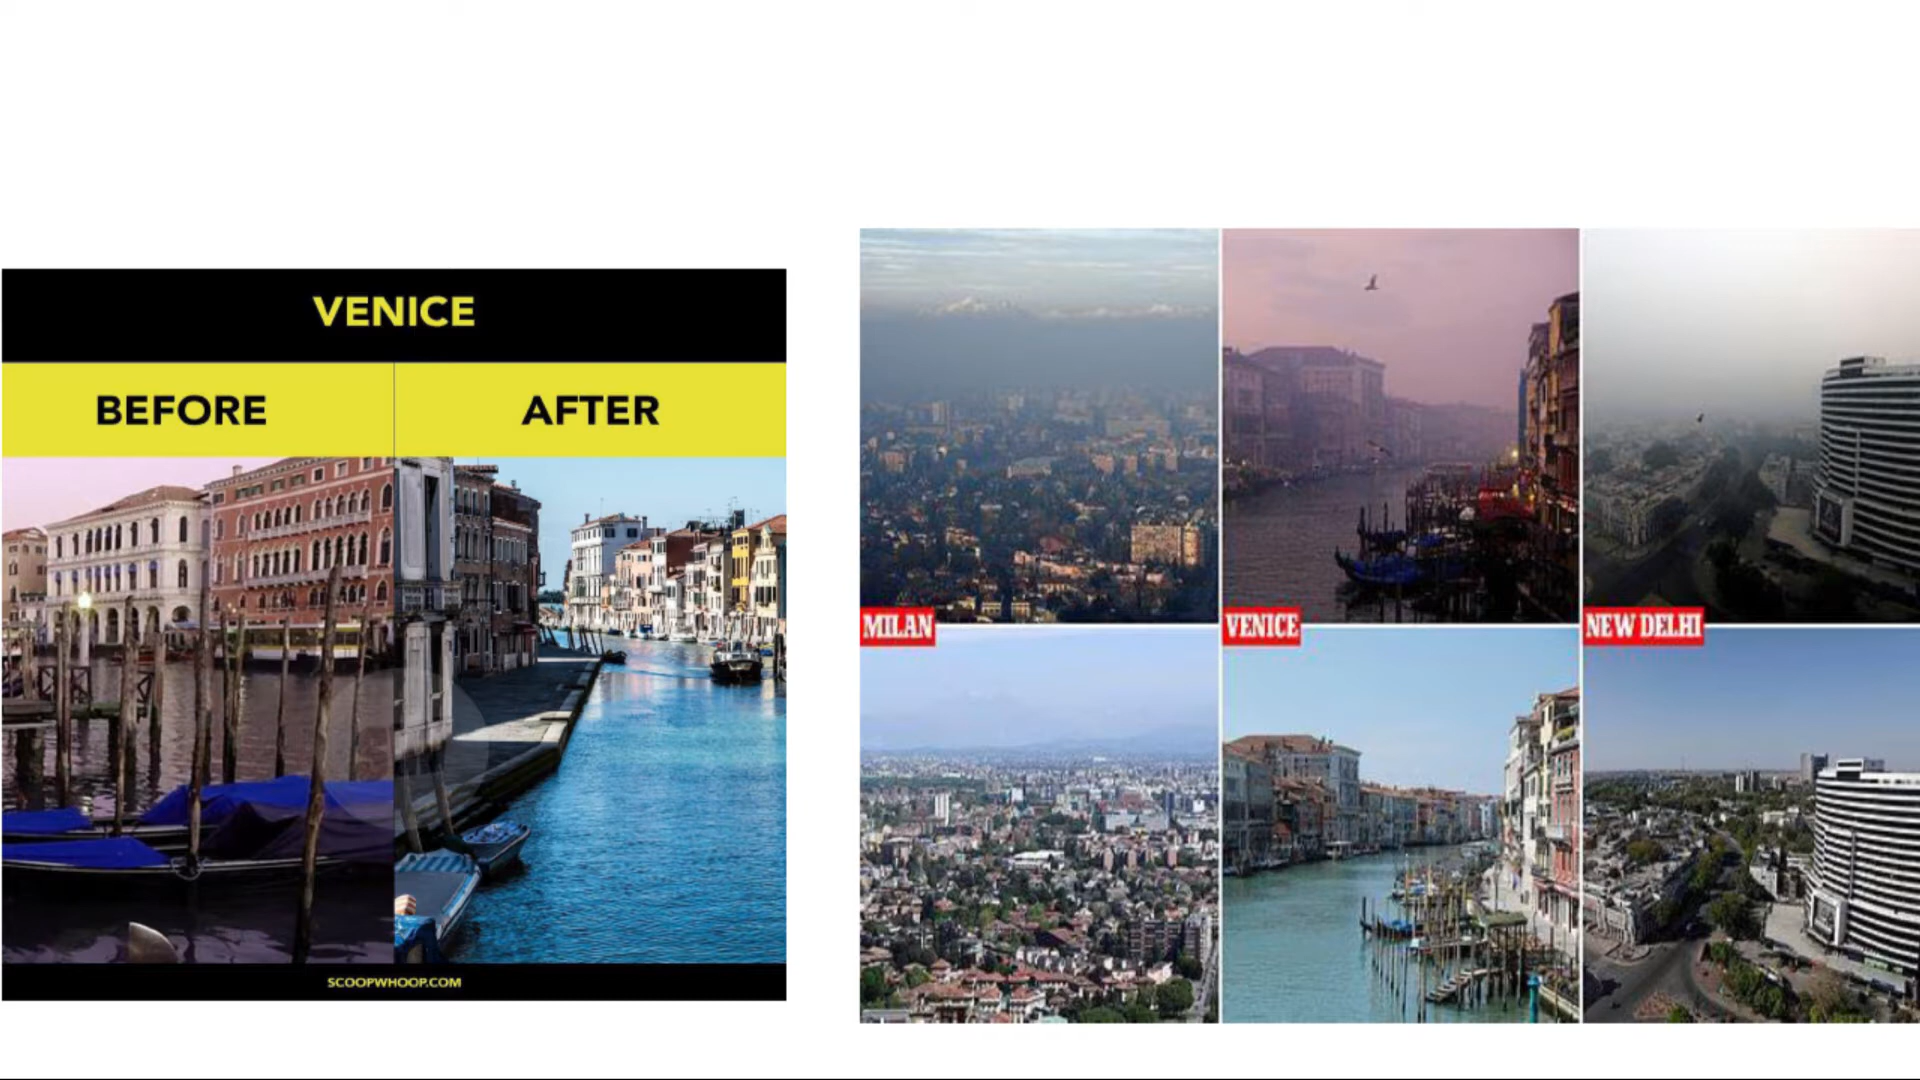 VENICE
BEFORE
AFTER
SCOOPWHOOP.COM
MILAN
VENICE
NEW DELHI